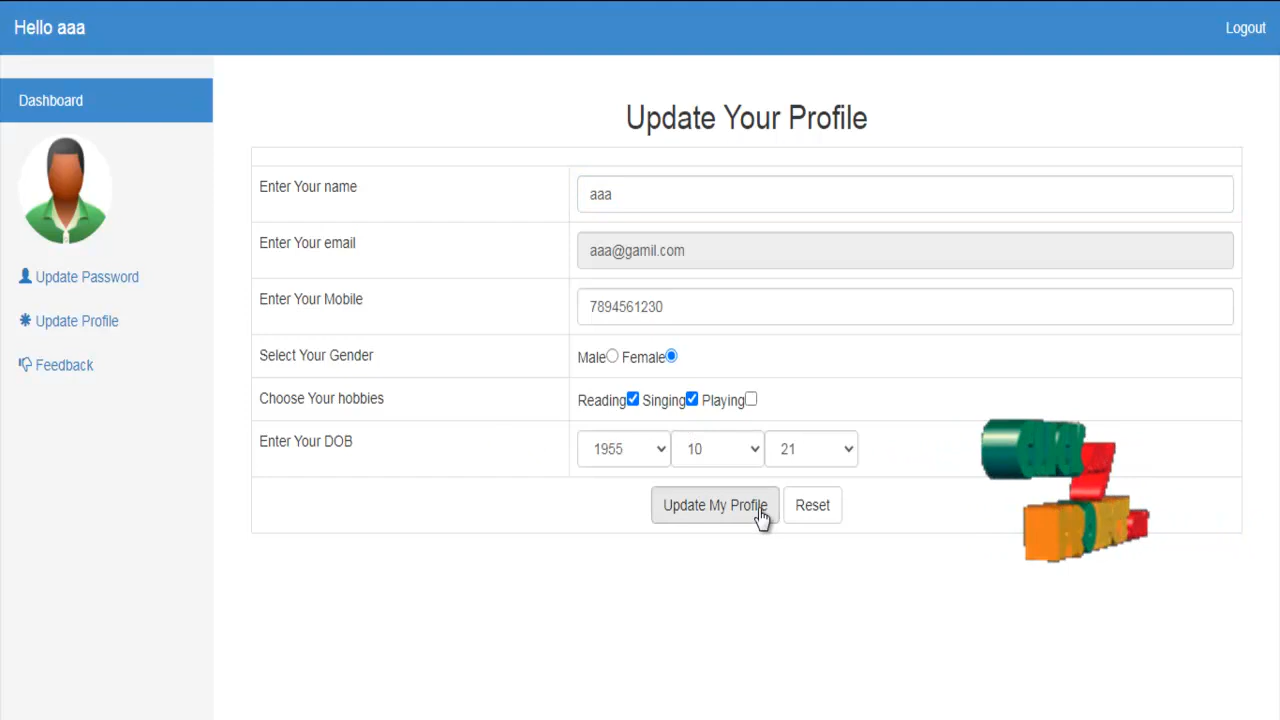 Hello aaa
Logout
Dashboard
Update Password
Update Profile
Feedback
Update Your Profile
Enter Your name
aaa
Enter Your email
aaa@gamil.com
Enter Your Mobile
7894561230
Select Your Gender
Male Female
Choose Your hobbies
Reading Singing Playing
Enter Your DOB
1955 10 21
Update My Profile Reset